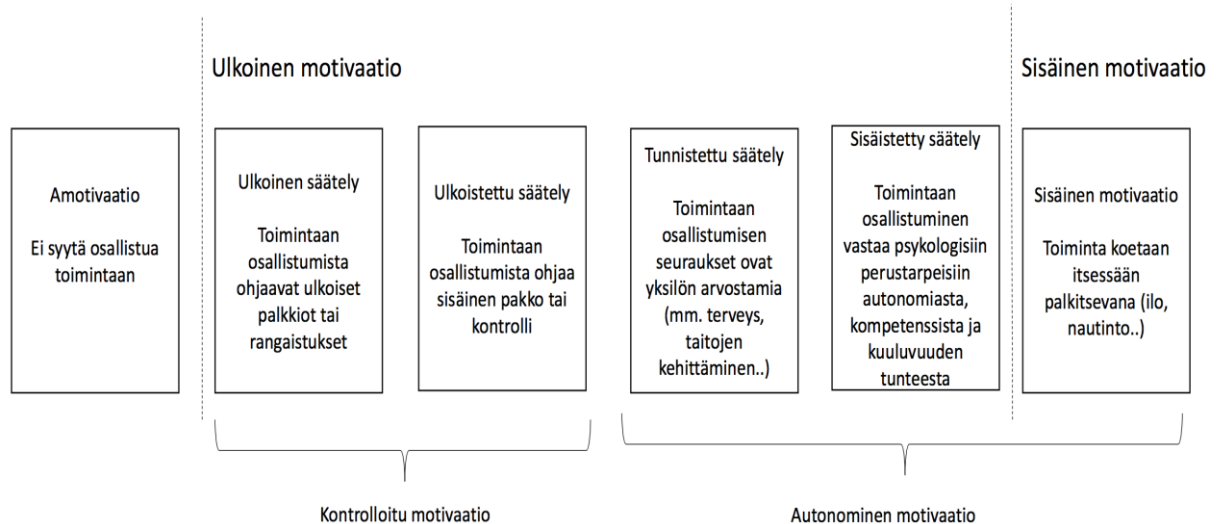 Ulkoinen motivaatio
Sisäinen motivaatio
Amotivaatio
Ei syytä osallistua
toimintaan
Ulkoinen säätely
Toimintaan
osallistumista
ohjaavat ulkoiset
palkkiot tai
rangaistukset
Ulkoistettu säätely
Toimintaan
osallistumista ohjaa
sisäinen pakko tai
kontrolli
Tunnistettu säätely
Toimintaan
osallistumisen
seuraukset ovat
yksilön arvostamia
(mm. terveys,
taitojen
kehittäminen..)
Sisäistetty säätely
Toimintaan
osallistuminen
vastaa psykologisiin
perustarpeisiin
autonomiasta,
kompetenssista ja
kuuluvuuden
tunteesta
Sisäinen motivaatio
Toiminta koetaan
itsessään
palkitsevana (ilo,
nautinto..)
Kontrolloitu motivaatio
Autonominen motivaatio